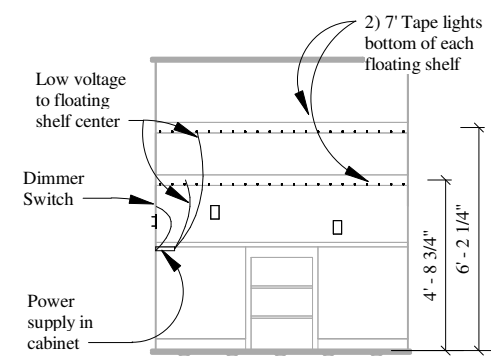 2) 7' Tape lights
bottom of each
floating shelf
Low voltage
to floating
shelf center
Dimmer
Switch
Power
supply in
cabinet
4' - 8 3/4"
6' - 2 1/4"